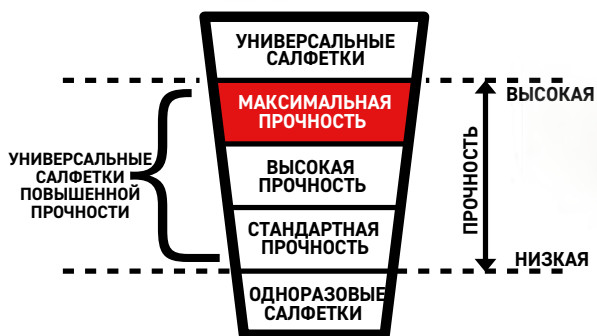 УНИВЕРСАЛЬНЫЕ
САЛФЕТКИ
МАКСИМАЛЬНАЯ
ПРОЧНОСТЬ
ВЫСОКАЯ
ПРОЧНОСТЬ
СТАНДАРТНАЯ
ПРОЧНОСТЬ
ОДНОРАЗОВЫЕ
САЛФЕТКИ
УНИВЕРСАЛЬНЫЕ
САЛФЕТКИ
ПОВЫШЕННОЙ
ПРОЧНОСТИ
ВЫСОКАЯ
ПРОЧНОСТЬ
НИЗКАЯ